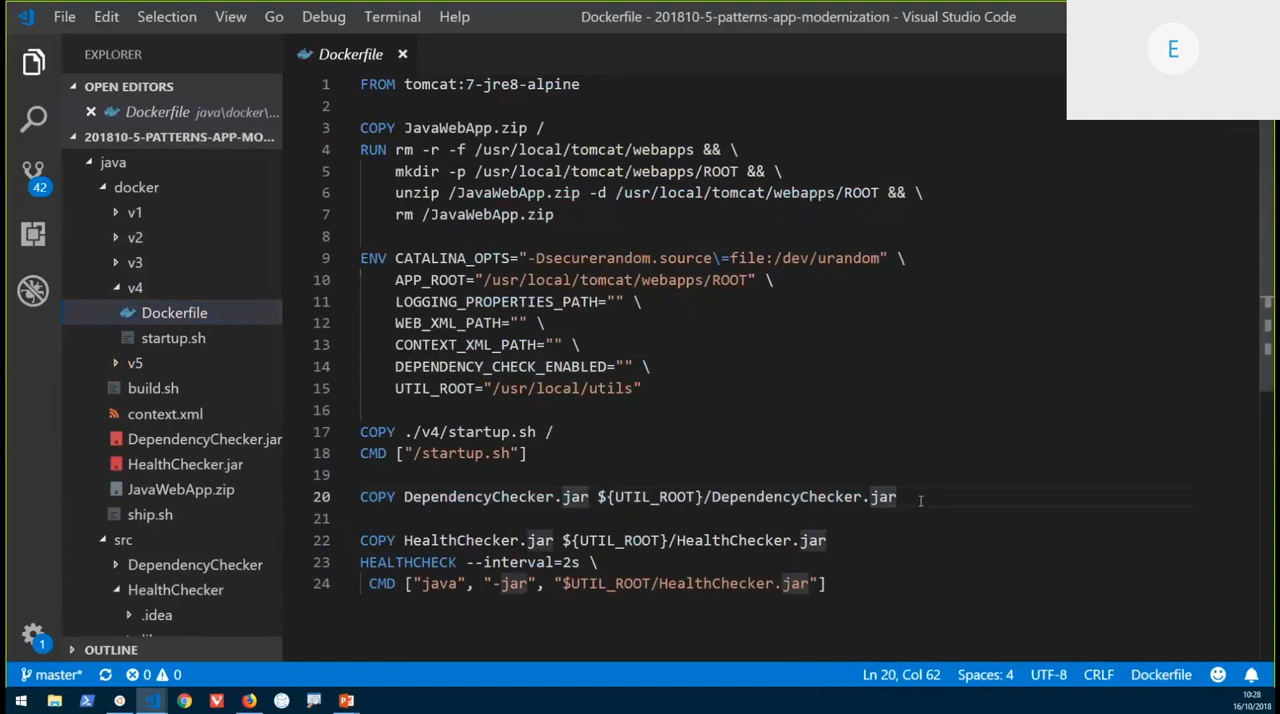 File Edit Selection View Go Debug Terminal Help
Dockerfile - 201810-5-patterns-app-modernization - Visual Studio Code
E
EXPLORER
OPEN EDITORS
Dockerfile java\docker\...
201810-5-PATTERNS-APP-MO...
java
docker
v1
42
v2
v3
v4
Dockerfile
startup.sh
v5
build.sh
context.xml
DependencyChecker.jar
HealthChecker.jar
JavaWebApp.zip
ship.sh
src
DependencyChecker
HealthChecker
.idea
1
OUTLINE
Dockerfile
1 FROM tomcat:7-jre8-alpine
2
3 COPY JavaWebApp.zip /
4 RUN rm -r -f /usr/local/tomcat/webapps && \
5 mkdir -p /usr/local/tomcat/webapps/ROOT && \
6 unzip /JavaWebApp.zip -d /usr/local/tomcat/webapps/ROOT && \
7 rm /JavaWebApp.zip
8
9 ENV CATALINA_OPTS="-Dsecurerandom.source\=file:/dev/urandom" \
10 APP_ROOT="/usr/local/tomcat/webapps/ROOT" \
11 LOGGING_PROPERTIES_PATH="" \
12 WEB_XML_PATH="" \
13 CONTEXT_XML_PATH="" \
14 DEPENDENCY_CHECK_ENABLED="" \
15 UTIL_ROOT="/usr/local/utils"
16
17 COPY ./v4/startup.sh /
18 CMD ["/startup.sh"]
19
20 COPY DependencyChecker.jar ${UTIL_ROOT}/DependencyChecker.jar
21
22 COPY HealthChecker.jar ${UTIL_ROOT}/HealthChecker.jar
23 HEALTHCHECK --interval=2s \
24 CMD ["java", "-jar", "$UTIL_ROOT/HealthChecker.jar"]
master* 0 0 Ln 20, Col 62 Spaces: 4 UTF-8 CRLF Dockerfile
10:28
16/10/2018